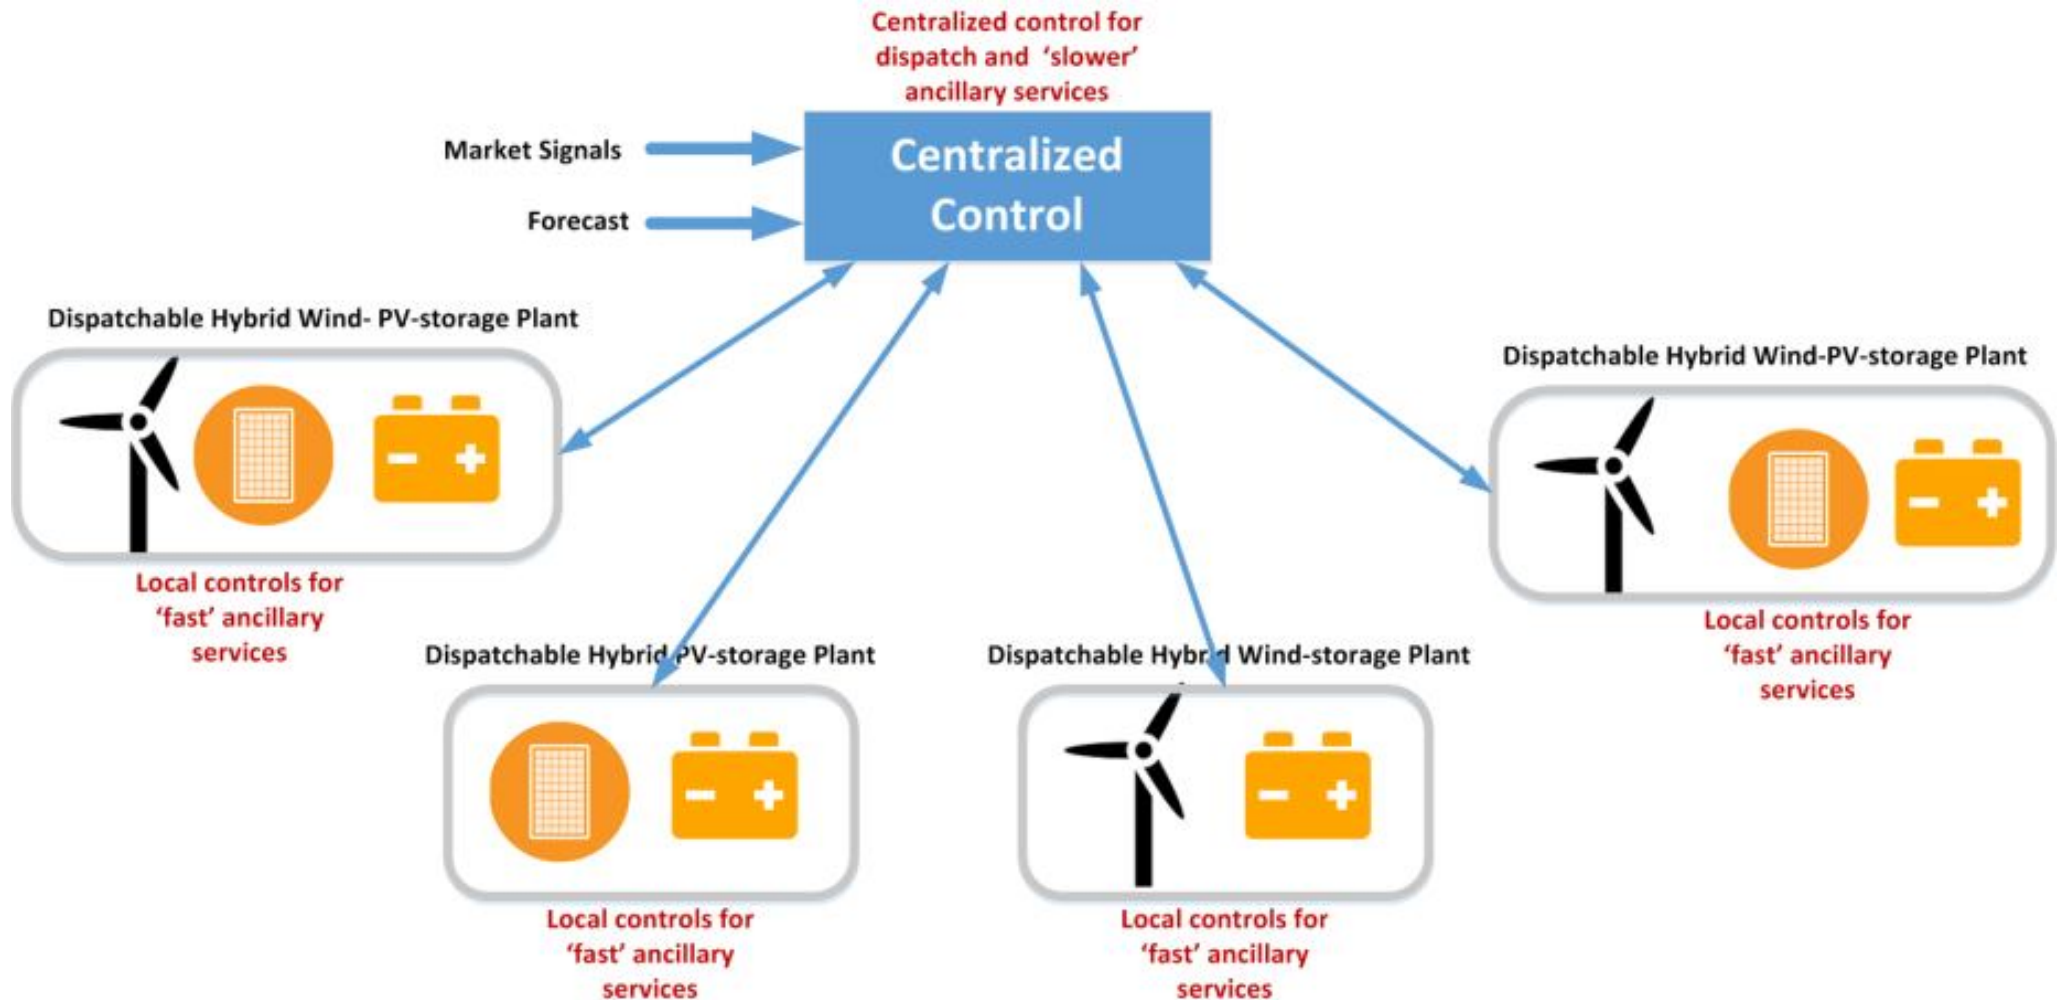 Centralized control for
dispatch and ‘slower’
ancillary services
Market Signals
Forecast
Centralized
Control
Dispatchable Hybrid Wind- PV-storage Plant
Local controls for
‘fast’ ancillary
services
Dispatchable Hybrid Wind-PV-storage Plant
Local controls for
‘fast’ ancillary
services
Dispatchable Hybrid PV-storage Plant
Local controls for
‘fast’ ancillary
services
Dispatchable Hybrid Wind-storage Plant
Local controls for
‘fast’ ancillary
services